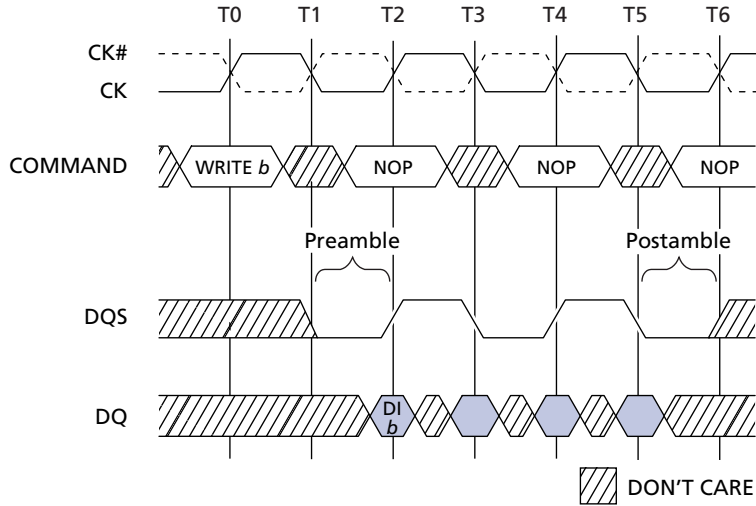 T0 T1 T2 T3 T4 T5 T6
CK#
CK
COMMAND WRITE b NOP NOP NOP
Preamble Postamble
DQS
DQ DI
b
DON'T CARE